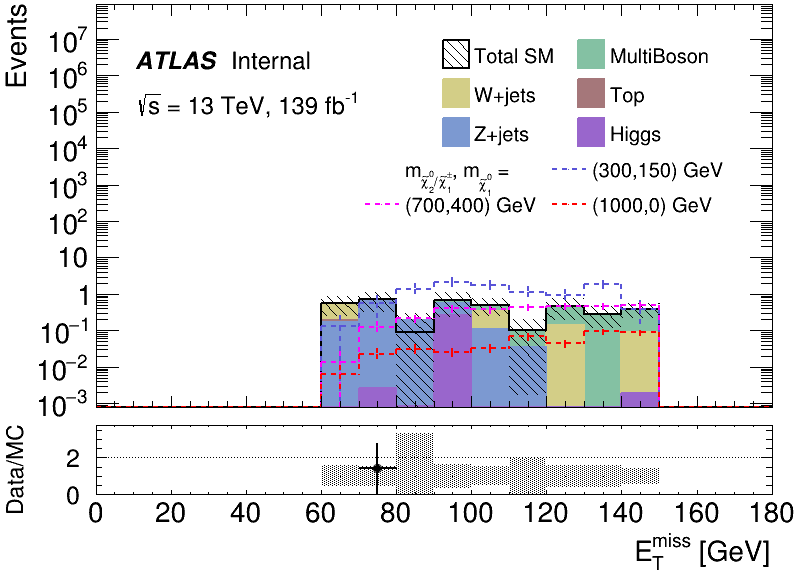 Events
10⁷
10⁶
10⁵
10⁴
10³
10²
10
1
10⁻¹
10⁻²
10⁻³
ATLAS Internal
√s = 13 TeV, 139 fb⁻¹
Total SM
MultiBoson
W+jets
Top
Z+jets
Higgs
m_{χ̃⁰₂/χ̃±₁}, m_{χ̃⁰₁} =
(300,150) GeV
(700,400) GeV
(1000,0) GeV
Data/MC
2
0
0 20 40 60 80 100 120 140 160 180
E_T^miss [GeV]